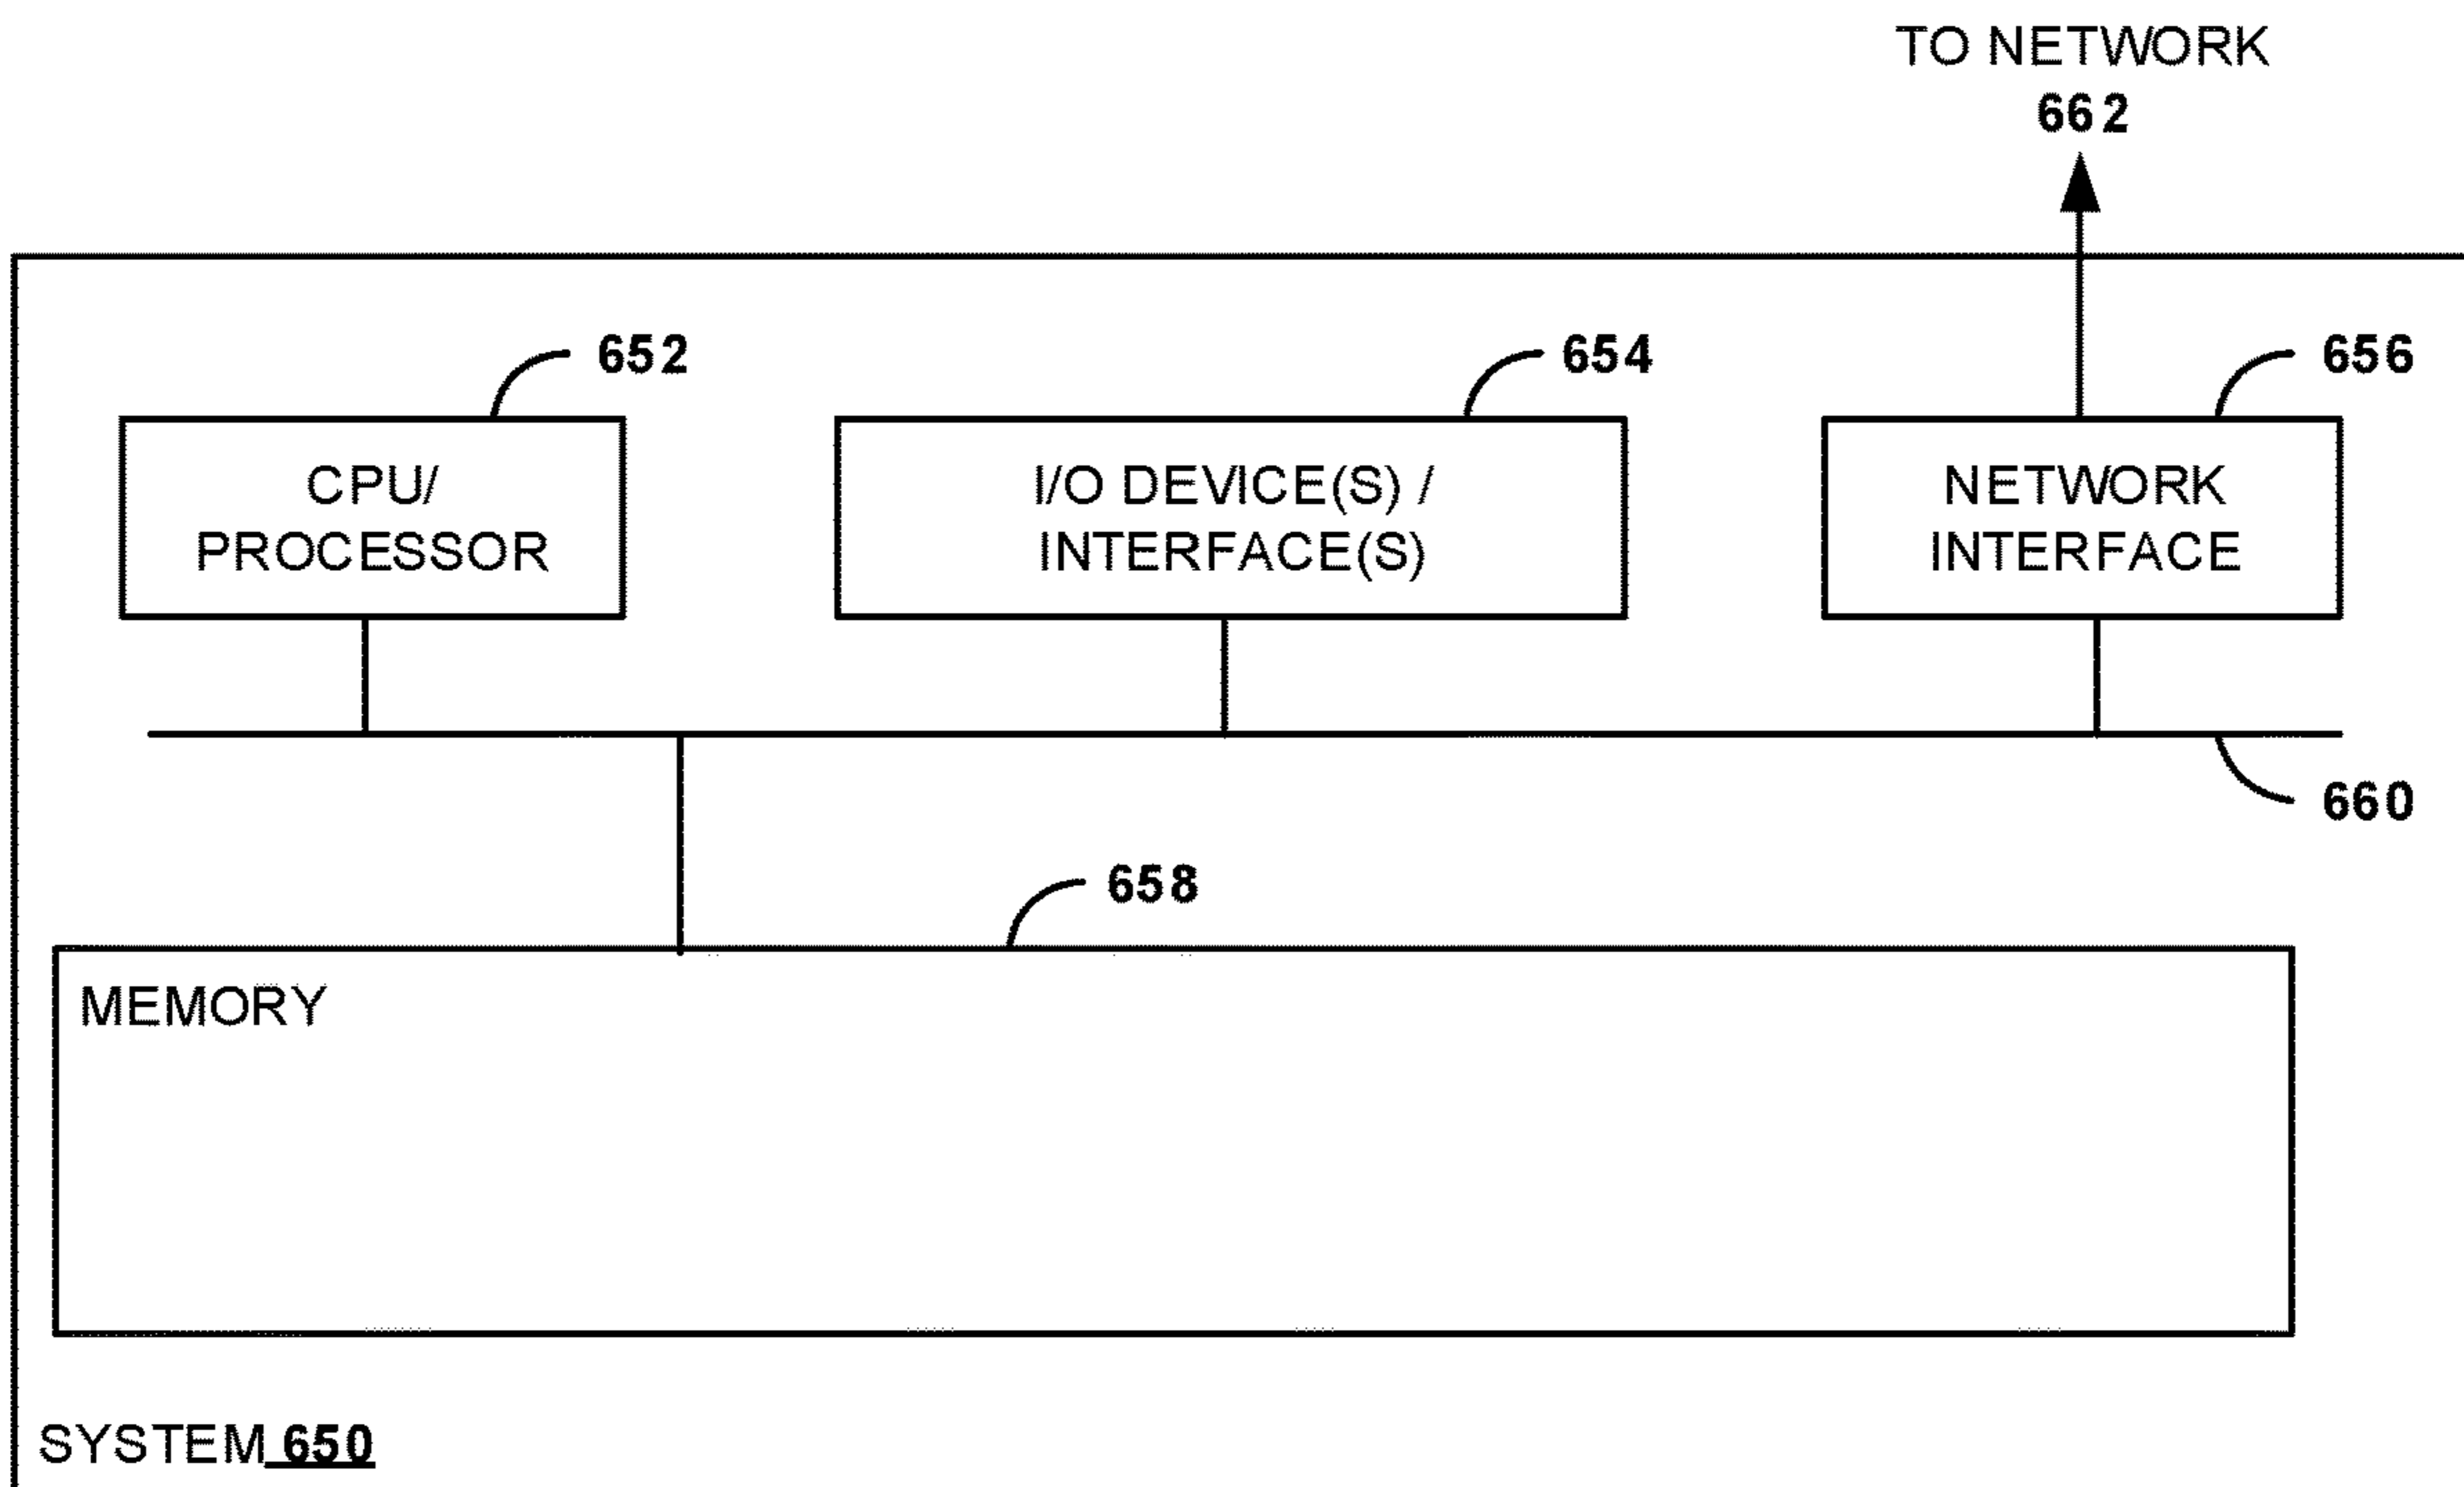 TO NETWORK
662
652
654
656
CPU/
PROCESSOR
I/O DEVICE(S) /
INTERFACE(S)
NETWORK
INTERFACE
660
658
MEMORY
SYSTEM 650